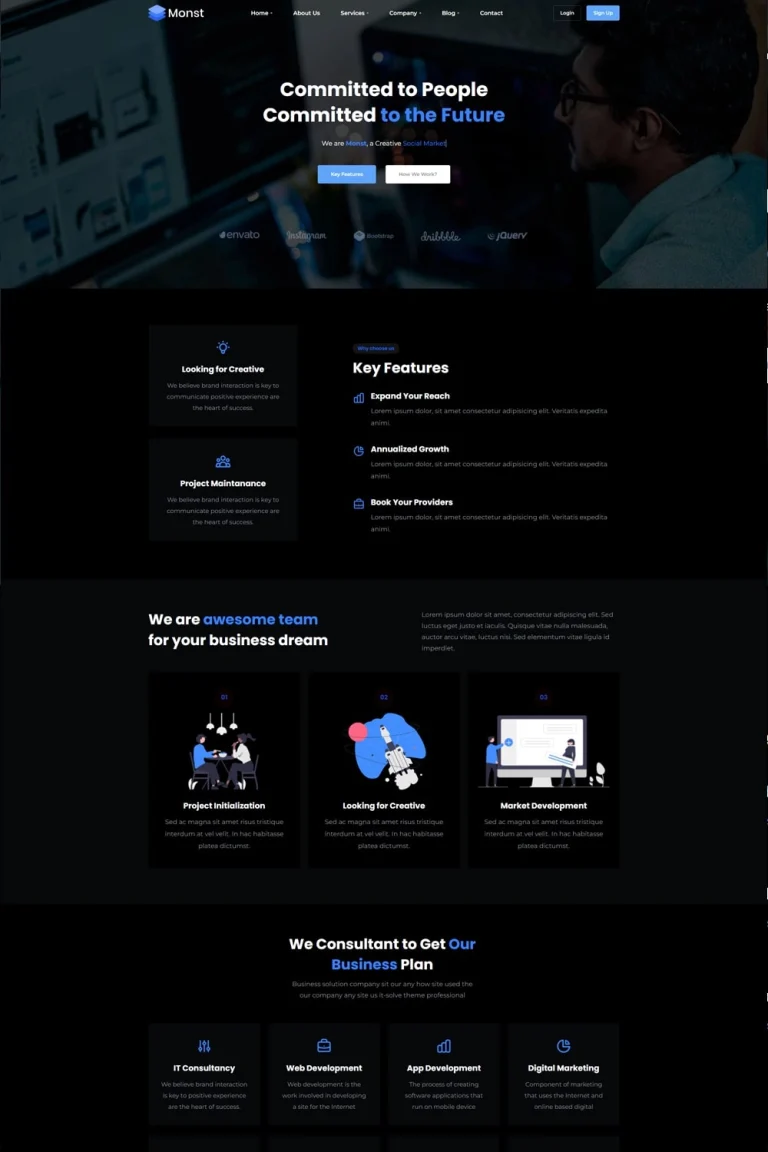 Monst
Home
About Us
Services
Company
Blog
Contact
Login
Sign Up
Committed to People
Committed to the Future
We are Monst, a Creative Social Market
Key Features
How We Work?
envato
Instagram
Bootstrap
dribbble
jQuery
Looking for Creative
We believe brand interaction is key to
communicate positive experience are
the heart of success.
Project Maintanance
We believe brand interaction is key to
communicate positive experience are
the heart of success.
Why choose us
Key Features
Expand Your Reach
Lorem ipsum dolor, sit amet consectetur adipisicing elit. Veritatis expedita
animi.
Annualized Growth
Lorem ipsum dolor, sit amet consectetur adipisicing elit. Veritatis expedita
animi.
Book Your Providers
Lorem ipsum dolor, sit amet consectetur adipisicing elit. Veritatis expedita
animi.
We are awesome team
for your business dream
Lorem ipsum dolor sit amet, consectetur adipiscing elit. Sed
luctus eget justo et iaculis. Quisque vitae nulla malesuada,
auctor arcu vitae, luctus nisi. Sed elementum vitae ligula id
imperdiet.
01
Project Initialization
Sed ac magna sit amet risus tristique
interdum at vel velit. In hac habitasse
platea dictumst.
02
Looking for Creative
Sed ac magna sit amet risus tristique
interdum at vel velit. In hac habitasse
platea dictumst.
03
Market Development
Sed ac magna sit amet risus tristique
interdum at vel velit. In hac habitasse
platea dictumst.
We Consultant to Get Our
Business Plan
Business solution company sit our any how site used the
our company any site us it-solve theme professional
IT Consultancy
We believe brand interaction
is key to positive experience
are the heart of success.
Web Development
Web development is the
work involved in developing
a site for the Internet
App Development
The process of creating
software applications that
run on mobile device
Digital Marketing
Component of marketing
that uses the Internet and
online based digital